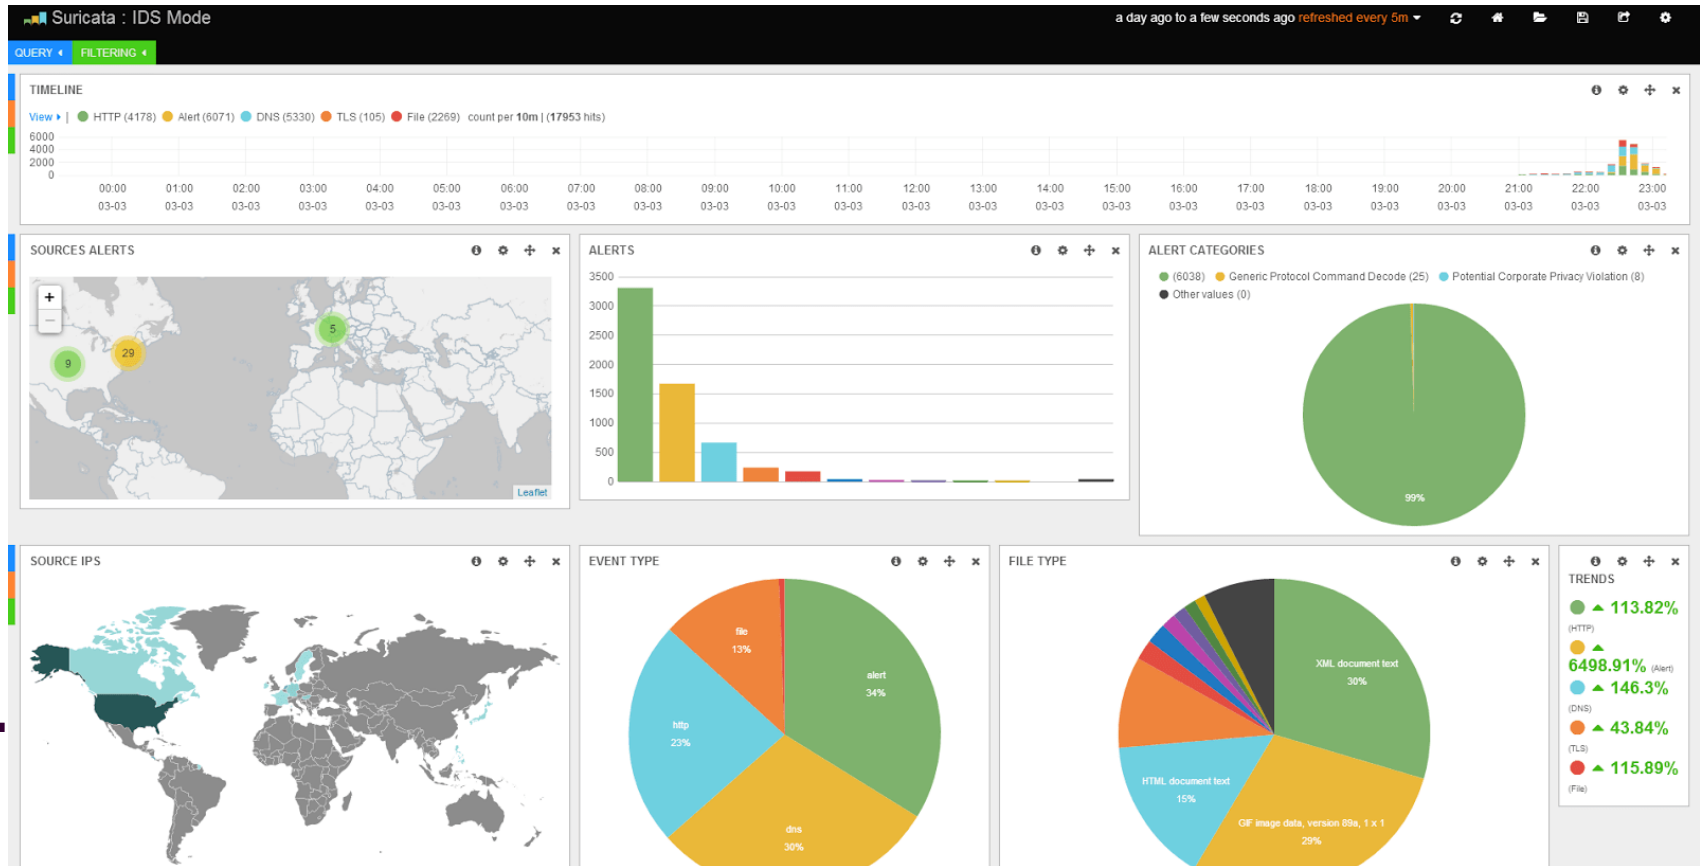 Suricata : IDS Mode
a day ago to a few seconds ago refreshed every 5m
QUERY
FILTERING
TIMELINE
View | HTTP (4178) Alert (6071) DNS (5330) TLS (105) File (2269) count per 10m | (17953 hits)
6000
4000
2000
0
00:00 01:00 02:00 03:00 04:00 05:00 06:00 07:00 08:00 09:00 10:00 11:00 12:00 13:00 14:00 15:00 16:00 17:00 18:00 19:00 20:00 21:00 22:00 23:00
03-03 03-03 03-03 03-03 03-03 03-03 03-03 03-03 03-03 03-03 03-03 03-03 03-03 03-03 03-03 03-03 03-03 03-03 03-03 03-03 03-03 03-03 03-03 03-03
SOURCES ALERTS
+
−
9
29
5
Leaflet
ALERTS
3500
3000
2500
2000
1500
1000
500
0
ALERT CATEGORIES
(6038) Generic Protocol Command Decode (25) Potential Corporate Privacy Violation (8)
Other values (0)
99%
SOURCE IPS
EVENT TYPE
file
13%
alert
34%
http
23%
dns
30%
FILE TYPE
XML document text
30%
HTML document text
15%
GIF image data, version 89a, 1 x 1
29%
TRENDS
113.82%
(HTTP)
6498.91% (Alert)
146.3%
(DNS)
43.84%
(TLS)
115.89%
(File)